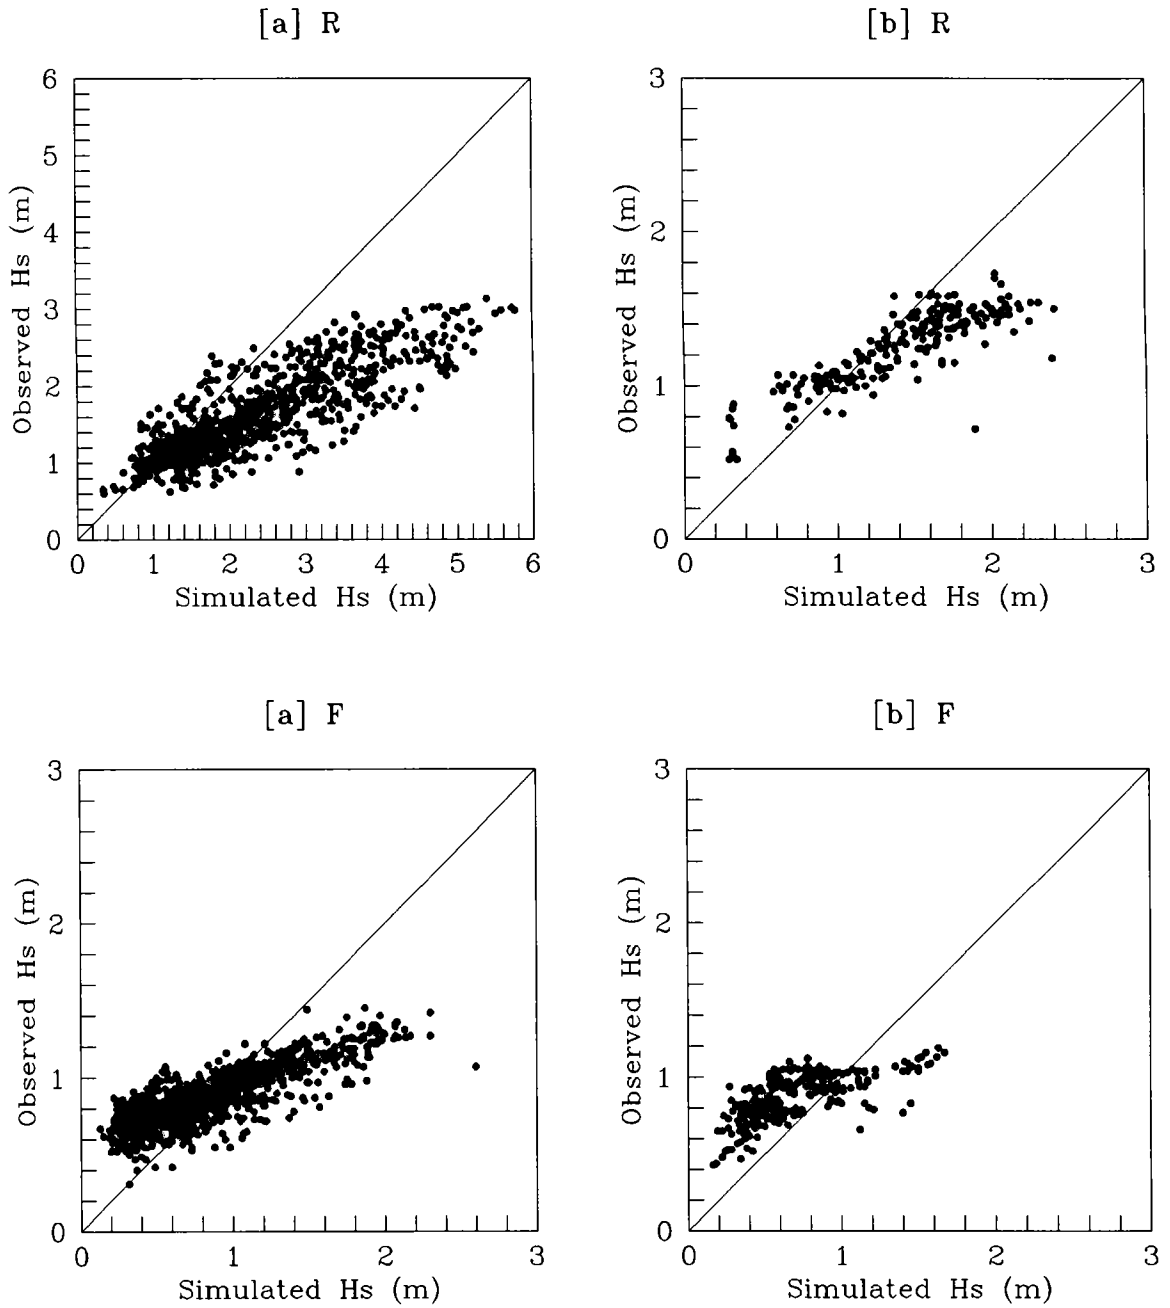 [a] R
6
5
4
3
2
1
0
Observed Hs (m)
0 1 2 3 4 5 6
Simulated Hs (m)
[b] R
3
2
1
0
Observed Hs (m)
0 1 2 3
Simulated Hs (m)
[a] F
3
2
1
0
Observed Hs (m)
0 1 2 3
Simulated Hs (m)
[b] F
3
2
1
0
Observed Hs (m)
0 1 2 3
Simulated Hs (m)